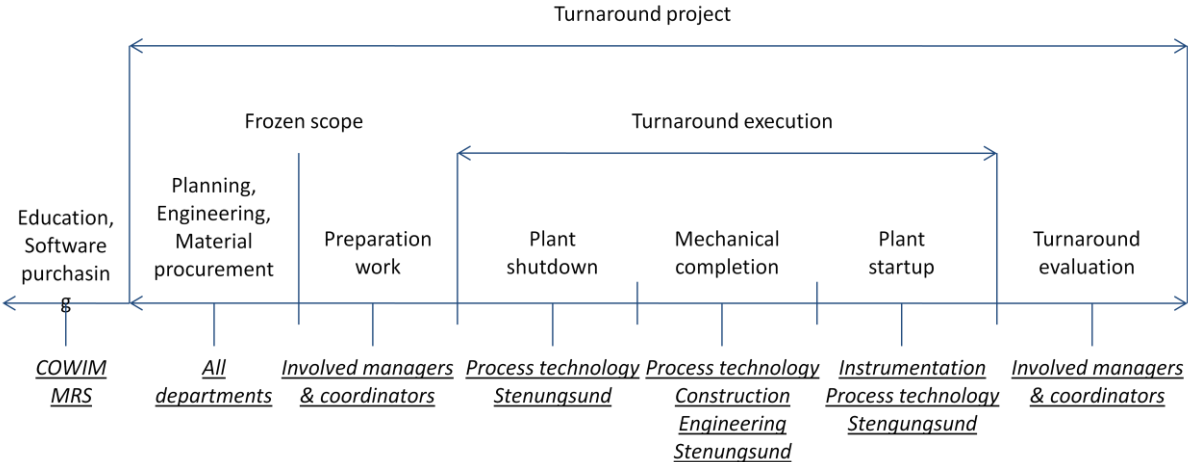 Turnaround project
Frozen scope
Turnaround execution
Education,
Software
purchasin
g
Planning,
Engineering,
Material
procurement
Preparation
work
Plant
shutdown
Mechanical
completion
Plant
startup
Turnaround
evaluation
COWIM
MRS
All
departments
Involved managers
& coordinators
Process technology
Stenungsund
Process technology
Construction
Engineering
Stenungsund
Instrumentation
Process technology
Stengungsund
Involved managers
& coordinators